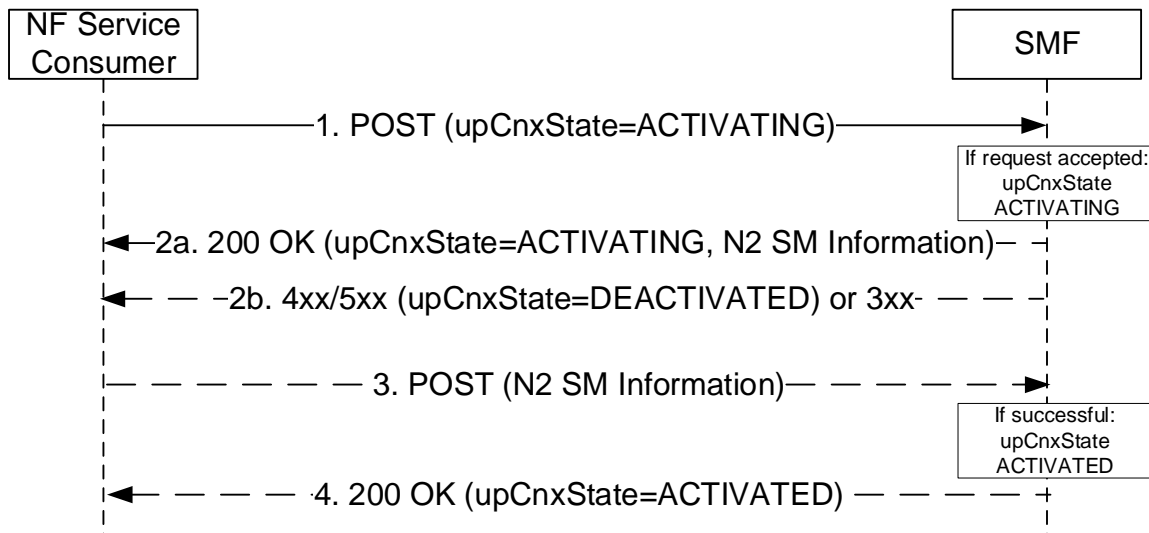 NF Service
Consumer
SMF
1. POST (upCnxState=ACTIVATING)
If request accepted:
upCnxState
ACTIVATING
2a. 200 OK (upCnxState=ACTIVATING, N2 SM Information)
2b. 4xx/5xx (upCnxState=DEACTIVATED) or 3xx
3. POST (N2 SM Information)
If successful:
upCnxState
ACTIVATED
4. 200 OK (upCnxState=ACTIVATED)